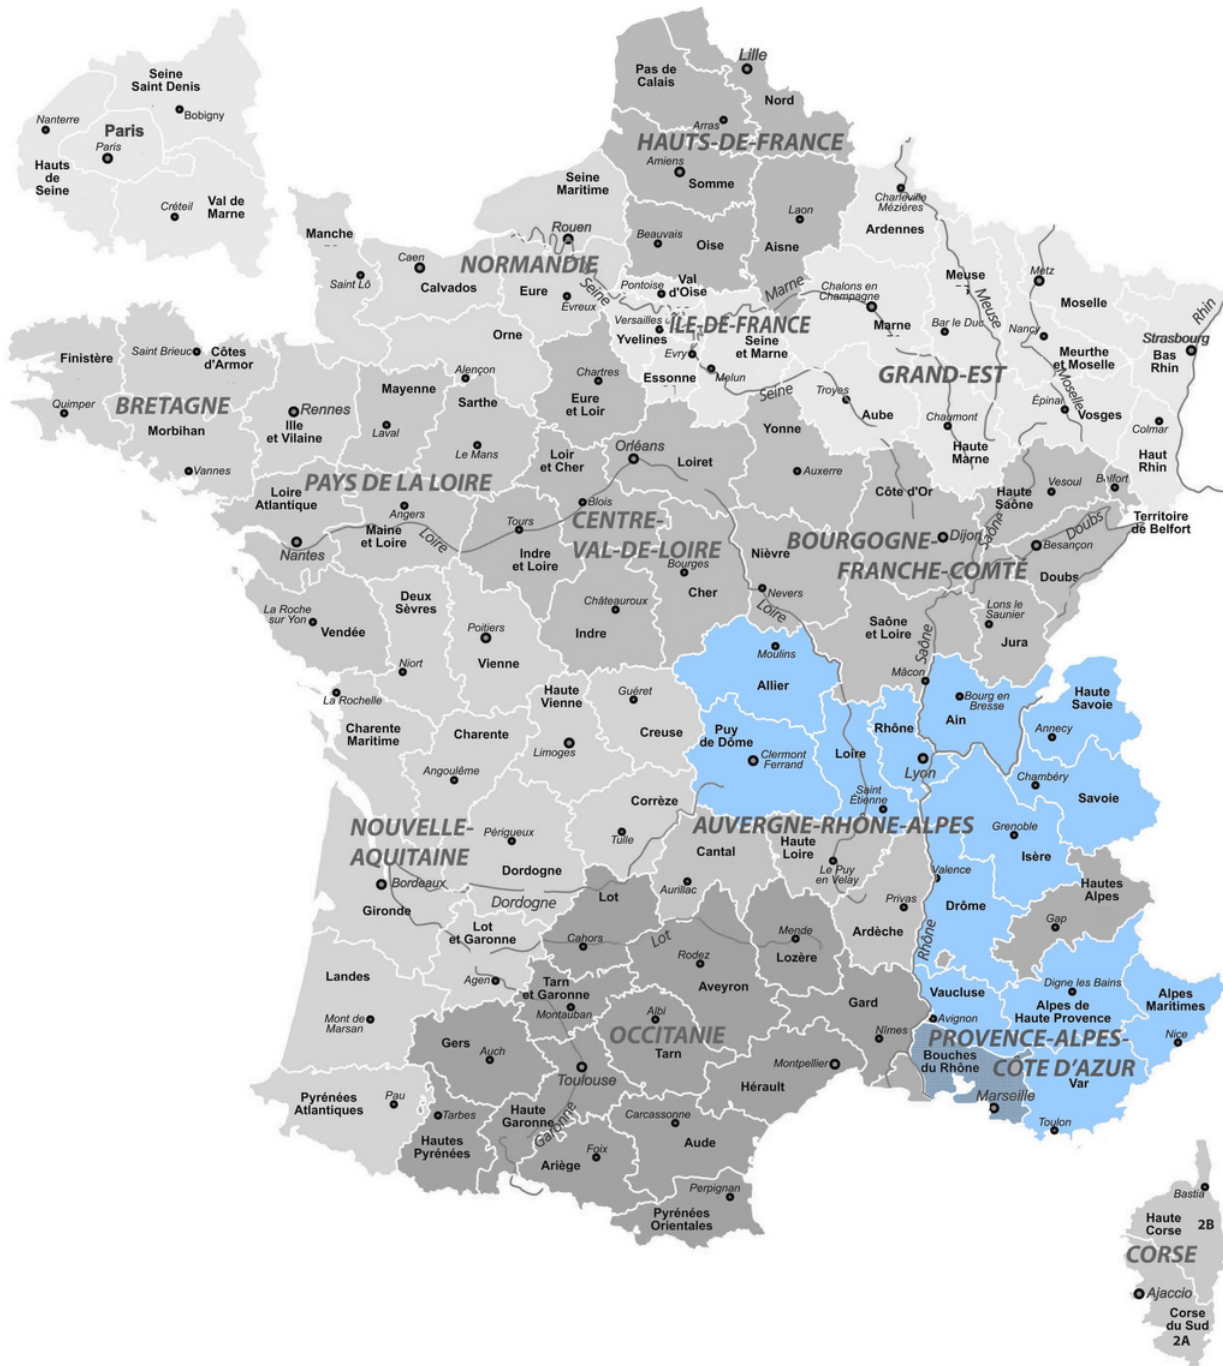 Seine
Saint Denis
Bobigny
Nanterre
Paris
Paris
Hauts
de
Seine
Créteil
Val de
Marne
Lille
Pas de
Calais
Nord
Arras
HAUTS-DE-FRANCE
Amiens
Somme
Seine
Maritime
Rouen
Beauvais
Oise
Laon
Aisne
Charleville
Mézières
Ardennes
Manche
Saint Lô
Caen
Calvados
NORMANDIE
Eure
Évreux
Seine
Orne
Pontoise
Val
d'Oise
Versailles
Yvelines
ÎLE-DE-FRANCE
Seine
et Marne
Evry
Essonne
Melun
Seine
Marne
Chalons en
Champagne
Marne
Meuse
Bar le Duc
Meuse
Metz
Moselle
Nancy
Meurthe
et Moselle
Moselle
Strasbourg
Rhin
Bas
Rhin
GRAND-EST
Troyes
Aube
Chaumont
Haute
Marne
Épinal
Vosges
Colmar
Haut
Rhin
Finistère
Saint Brieuc
Côtes
d'Armor
Quimper
BRETAGNE
Morbihan
Vannes
Rennes
Ille
et Vilaine
Mayenne
Laval
Alençon
Sarthe
Le Mans
Chartres
Eure
et Loir
PAYS DE LA LOIRE
Loire
Atlantique
Nantes
Angers
Maine
et Loire
Loire
Loir
et Cher
Blois
Orléans
Loiret
Tours
Indre
et Loire
CENTRE-
VAL-DE-LOIRE
Bourges
Cher
Châteauroux
Indre
Yonne
Auxerre
Côte d'Or
Dijon
BOURGOGNE-
FRANCHE-COMTÉ
Nièvre
Nevers
Loire
Haute
Saône
Vesoul
Belfort
Territoire
de Belfort
Saône
Doubs
Besançon
Doubs
Lons le
Saunier
Jura
Saône
et Loire
Saône
Mâcon
La Roche
sur Yon
Vendée
Deux
Sèvres
Niort
Poitiers
Vienne
La Rochelle
Charente
Maritime
Charente
Angoulême
Haute
Vienne
Limoges
Guéret
Creuse
Corrèze
Tulle
Périgueux
Dordogne
Dordogne
NOUVELLE-
AQUITAINE
Bordeaux
Gironde
Lot
et Garonne
Agen
Landes
Mont de
Marsan
Pyrénées
Atlantiques
Pau
Moulins
Allier
Puy
de Dôme
Clermont
Ferrand
Loire
Saint
Étienne
Rhône
Lyon
Ain
Bourg en
Bresse
Haute
Savoie
Annecy
Chambéry
Savoie
Grenoble
Isère
AUVERGNE-RHÔNE-ALPES
Cantal
Aurillac
Haute
Loire
Le Puy
en Velay
Privas
Ardèche
Valence
Drôme
Rhône
Hautes
Alpes
Gap
Lot
Cahors
Lot
Rodez
Aveyron
Mende
Lozère
Gard
Nîmes
Tarn
et Garonne
Montauban
Albi
Tarn
OCCITANIE
Gers
Auch
Toulouse
Haute
Garonne
Garonne
Tarbes
Hautes
Pyrénées
Foix
Ariège
Carcassonne
Aude
Perpignan
Pyrénées
Orientales
Montpellier
Hérault
Vaucluse
Avignon
Digne les Bains
Alpes de
Haute Provence
Alpes
Maritimes
Nice
PROVENCE-ALPES-
CÔTE D'AZUR
Bouches
du Rhône
Marseille
Var
Toulon
Bastia
Haute
Corse
2B
CORSE
Ajaccio
Corse
du Sud
2A